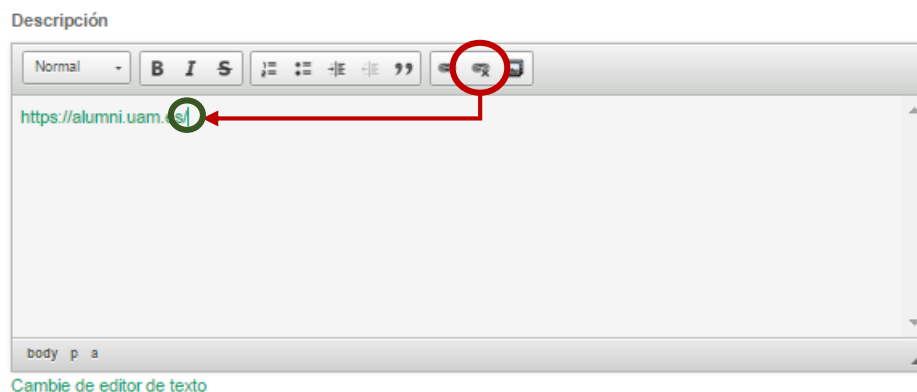 Descripción
Normal B I S
https://alumni.uam.es/
body p a
Cambie de editor de texto